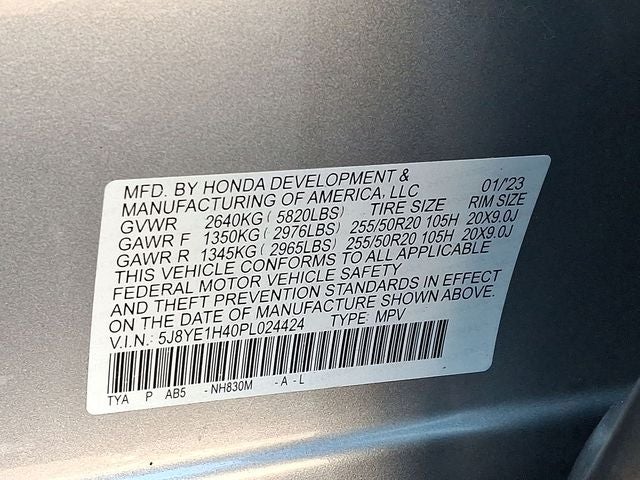 MFD. BY HONDA DEVELOPMENT &
MANUFACTURING OF AMERICA, LLC 01/'23
GVWR 2640KG(5820LBS) TIRE SIZE RIM SIZE
GAWR F 1350KG(2976LBS) 255/50R20 105H 20X9.0J
GAWR R 1345KG(2965LBS) 255/50R20 105H 20X9.0J
THIS VEHICLE CONFORMS TO ALL APPLICABLE
FEDERAL MOTOR VEHICLE SAFETY
AND THEFT PREVENTION STANDARDS IN EFFECT
ON THE DATE OF MANUFACTURE SHOWN ABOVE.
V.I.N.: 5J8YE1H40PL024424 TYPE: MPV
TYA P AB5 -NH830M -A-L